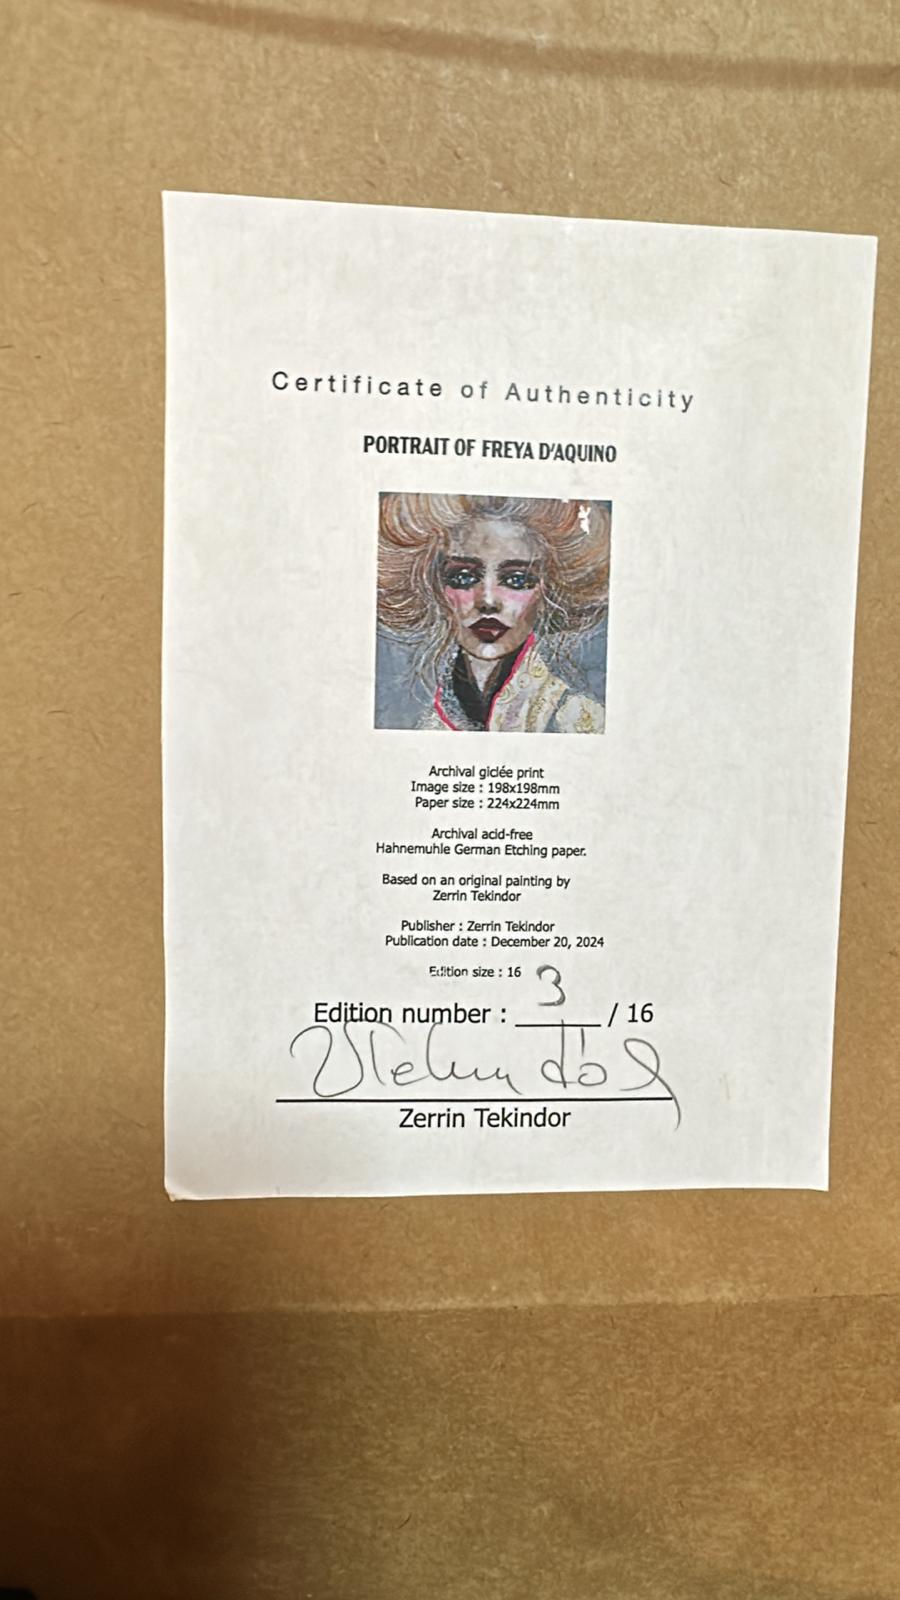 Certificate of Authenticity
PORTRAIT OF FREYA D'AQUINO
Archival giclée print
Image size : 198x198mm
Paper size : 224x224mm
Archival acid-free
Hahnemuhle German Etching paper.
Based on an original painting by
Zerrin Tekindor
Publisher : Zerrin Tekindor
Publication date : December 20, 2024
Edition size : 16
Edition number : 3 / 16
Zerrin Tekindor